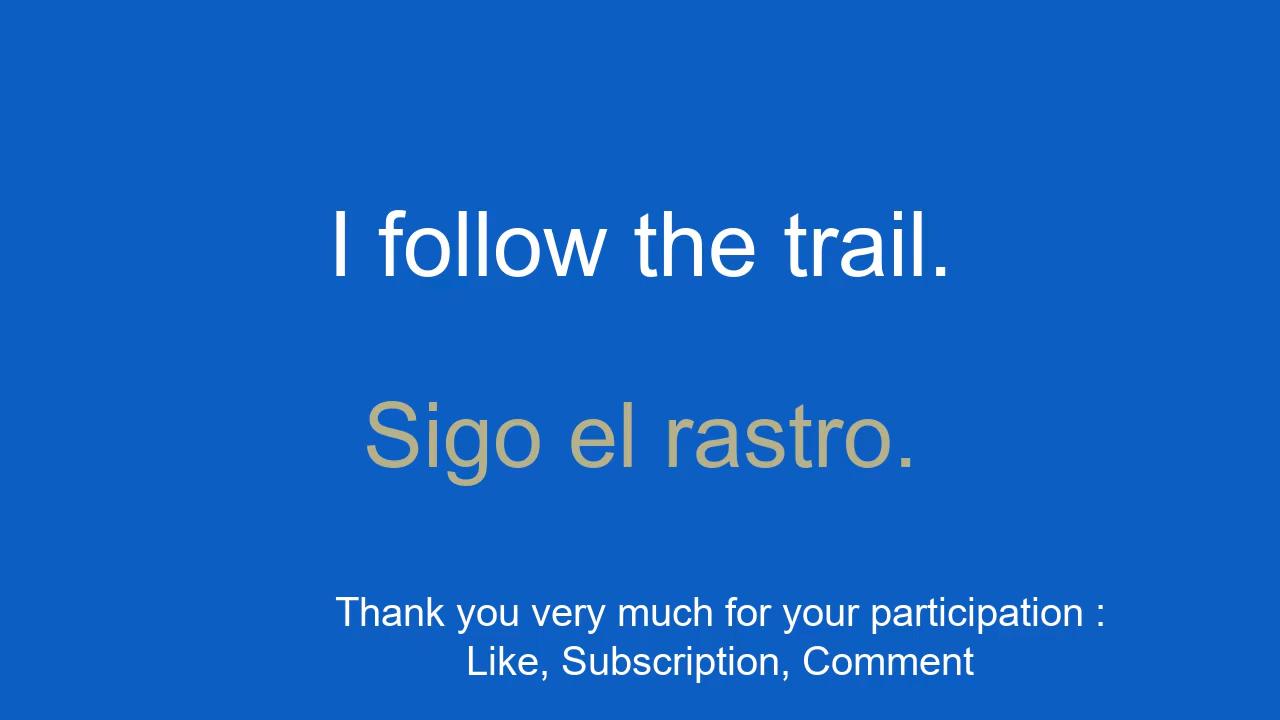 I follow the trail.
Sigo el rastro.
Thank you very much for your participation :
Like, Subscription, Comment